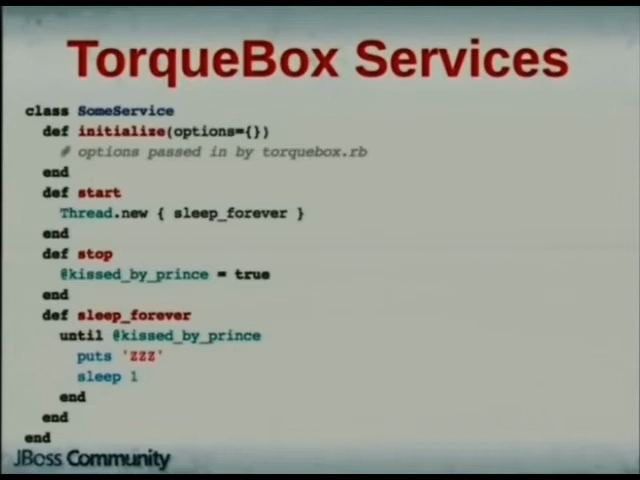 TorqueBox Services
class SomeService
def initialize(options={})
# options passed in by torquebox.rb
end
def start
Thread.new { sleep_forever }
end
def stop
@kissed_by_prince = true
end
def sleep_forever
until @kissed_by_prince
puts 'ZZZ'
sleep 1
end
end
end
JBoss Community